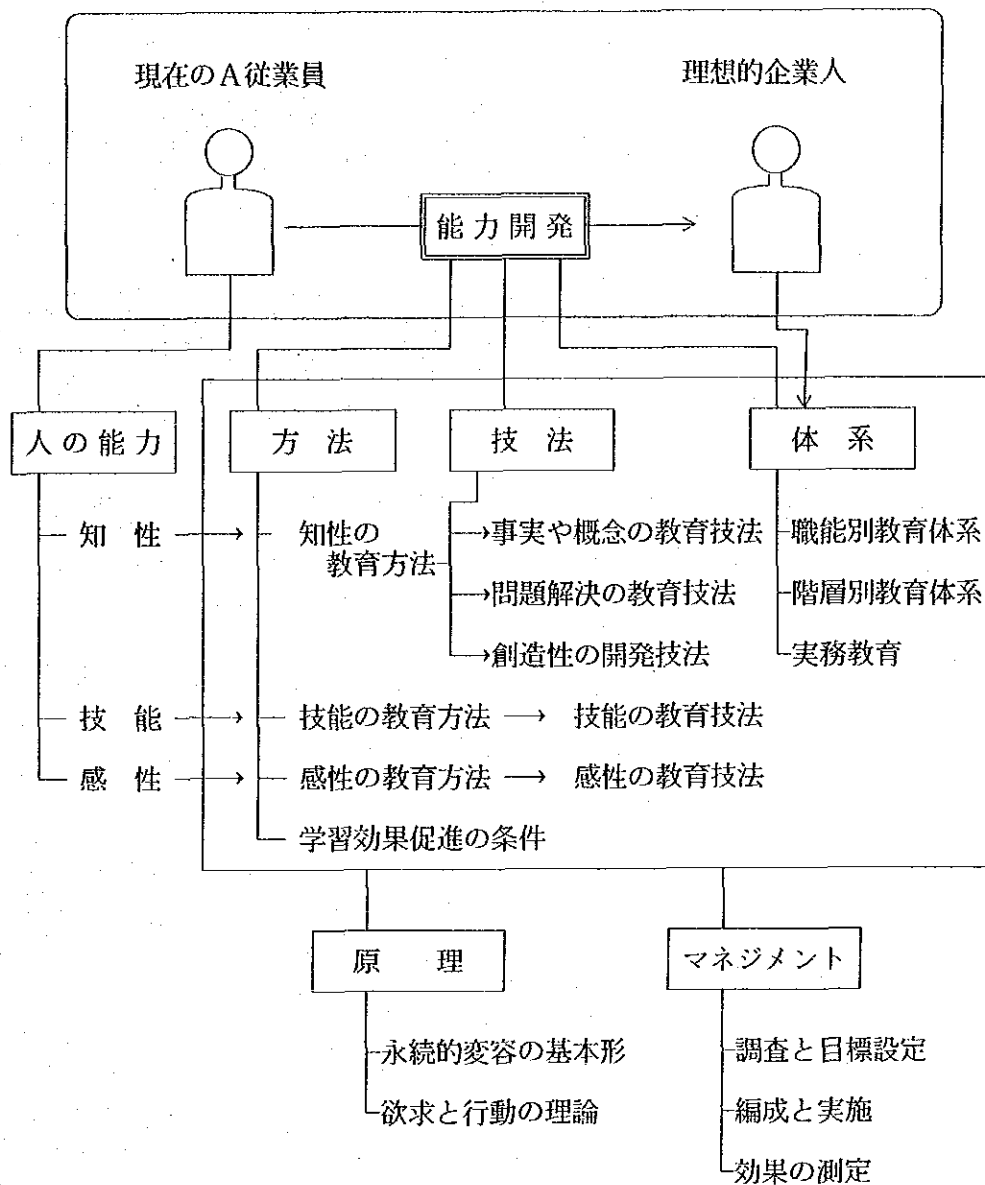 現在のA従業員
理想的企業人
能力開発
人の能力
方法
技法
体系
知性
知性の
教育方法
事実や概念の教育技法
職能別教育体系
問題解決の教育技法
階層別教育体系
創造性の開発技法
実務教育
技能
技能の教育方法
技能の教育技法
感性
感性の教育方法
感性の教育技法
学習効果促進の条件
原理
マネジメント
永続的変容の基本形
調査と目標設定
欲求と行動の理論
編成と実施
効果の測定